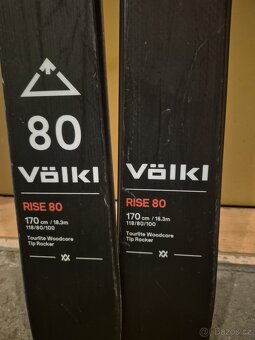 80
Völkl
RISE 80
170 cm / 18.3m
118/80/100
Tourlite Woodcore
Tip Rocker
Völkl
RISE 80
170 cm / 18.3m
118/80/100
Tourlite Woodcore
Tip Rocker